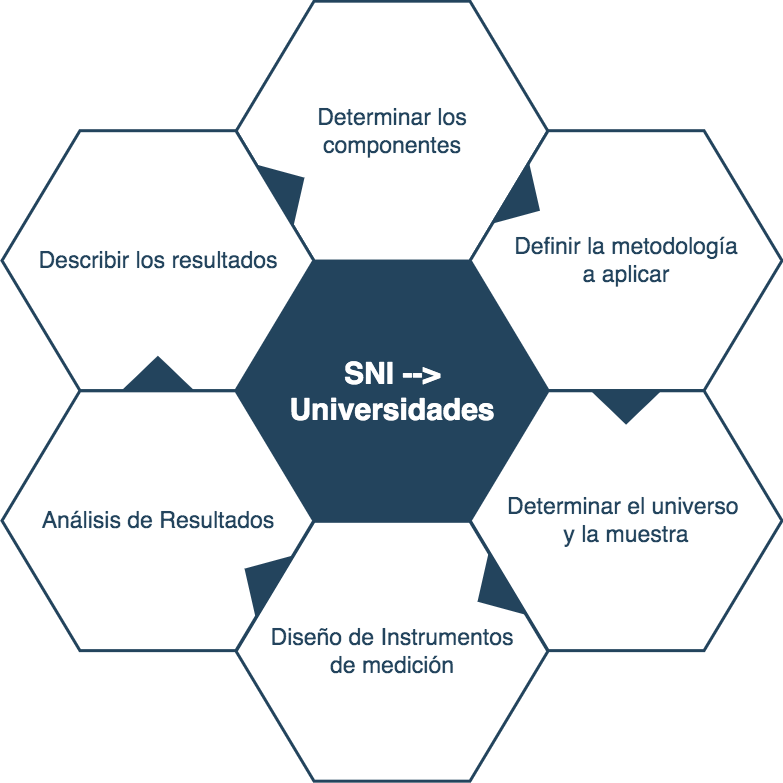 Determinar los
componentes
Definir la metodología
a aplicar
Describir los resultados
SNI -->
Universidades
Determinar el universo
y la muestra
Análisis de Resultados
Diseño de Instrumentos
de medición